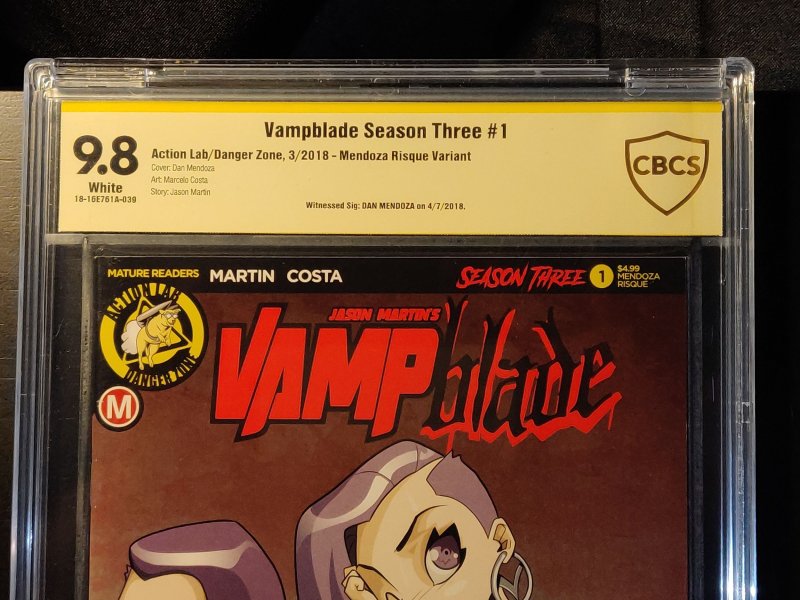 Vampblade Season Three #1
9.8
White
18-16E761A-039
Action Lab/Danger Zone, 3/2018 - Mendoza Risque Variant
Cover: Dan Mendoza
Art: Marcelo Costa
Story: Jason Martin
Witnessed Sig: DAN MENDOZA on 4/7/2018.
CBCS
MATURE READERS MARTIN COSTA
SEASON THREE 1
$4.99
MENDOZA
RISQUE
ACTION LAB
DANGER ZONE
M
JASON MARTIN'S
VAMPblade